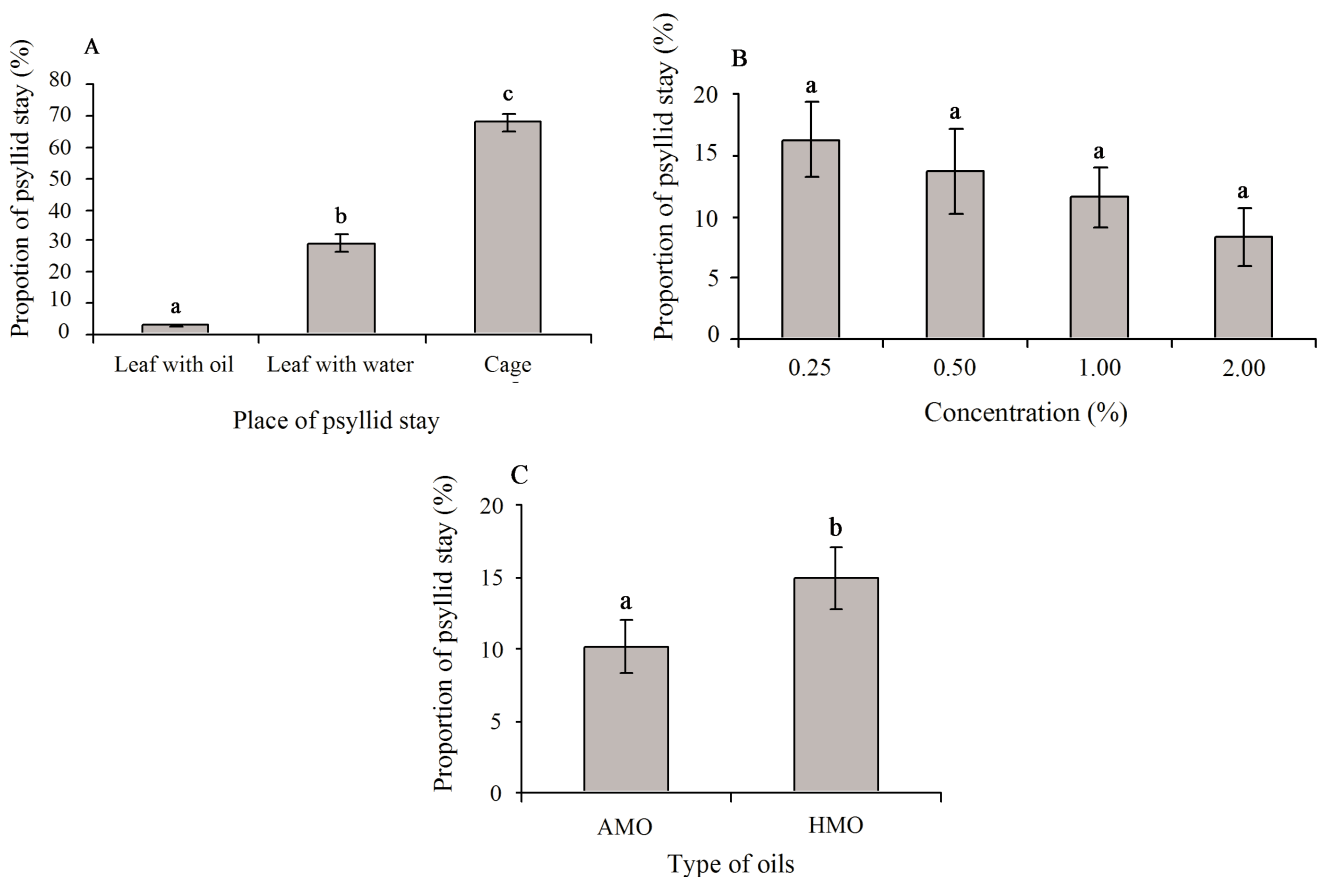 A
Propotion of psyllid stay (%)
80
70
60
50
40
30
20
10
0
a
b
c
Leaf with oil
Leaf with water
Cage
Place of psyllid stay
B
Proportion of psyllid stay (%)
20
15
10
5
0
a
a
a
a
0.25
0.50
1.00
2.00
Concentration (%)
C
Proportion of psyllid stay (%)
20
15
10
5
0
a
b
AMO
HMO
Type of oils